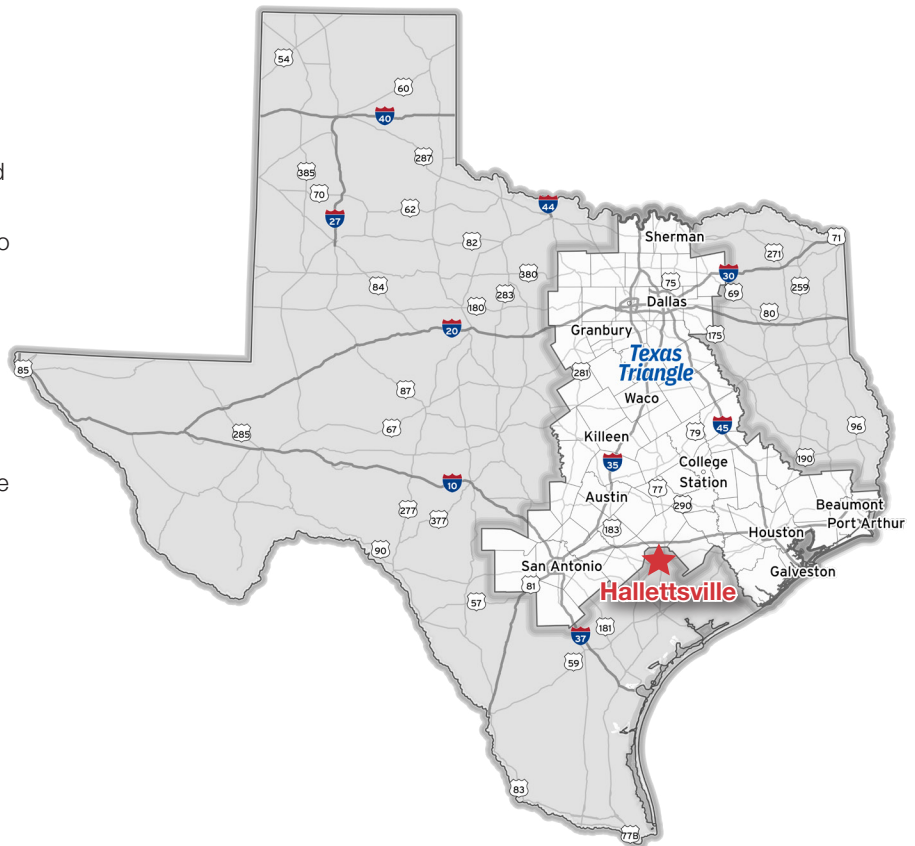 54
60
40
287
385
70
62
27
44
82
71
271
Sherman
380
84
283
180
75
30
69
259
Dallas
80
20
Granbury
175
85
Texas
Triangle
281
87
Waco
67
285
Killeen
79
45
96
35
College
Station
190
10
277
377
Austin
77
290
183
Beaumont
Port Arthur
Houston
90
San Antonio
Galveston
81
Hallettsville
57
37
181
59
83
77B
d
o
e